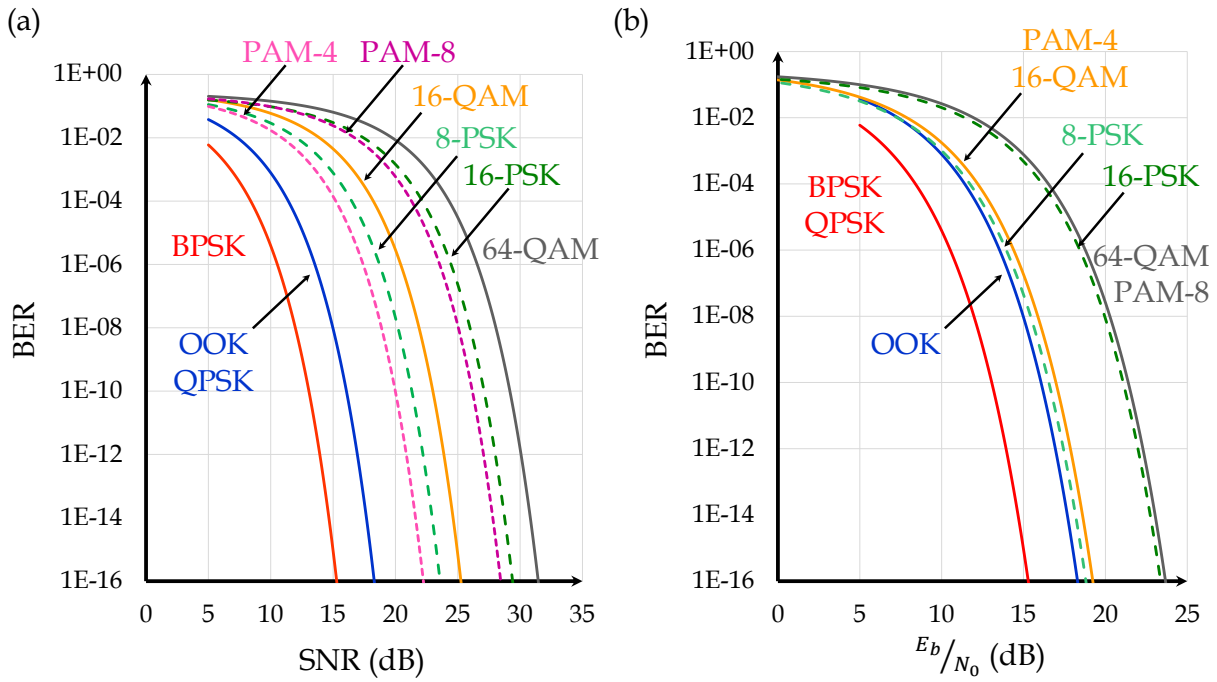 (a)
PAM-4
PAM-8
16-QAM
8-PSK
16-PSK
64-QAM
BPSK
OOK
QPSK
BER
1E+00
1E-02
1E-04
1E-06
1E-08
1E-10
1E-12
1E-14
1E-16
0 5 10 15 20 25 30 35
SNR (dB)
(b)
PAM-4
16-QAM
8-PSK
16-PSK
BPSK
QPSK
64-QAM
PAM-8
OOK
BER
1E+00
1E-02
1E-04
1E-06
1E-08
1E-10
1E-12
1E-14
1E-16
0 5 10 15 20 25
E_b/N_0 (dB)